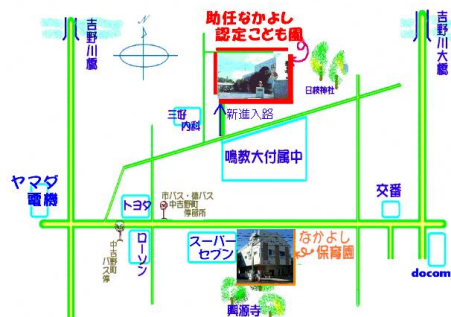 吉野川橋
助任なかよし
認定こども園
吉野川大橋
日枝神社
三好
内科
新進入路
鳴教大付属中
ヤマダ
電機
トヨタ
市バス・徳バス
中吉野町
停留所
交番
中吉野町
バス停
ローソン
スーパー
セブン
なかよし
保育園
docom
興源寺